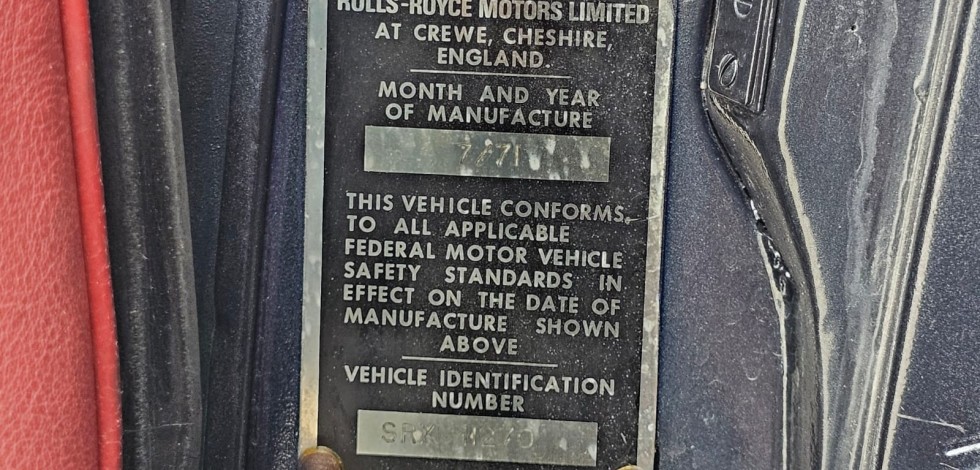 ROLLS-ROYCE MOTORS LIMITED
AT CREWE, CHESHIRE,
ENGLAND.
MONTH AND YEAR
OF MANUFACTURE
THIS VEHICLE CONFORMS
TO ALL APPLICABLE
FEDERAL MOTOR VEHICLE
SAFETY STANDARDS IN
EFFECT ON THE DATE OF
MANUFACTURE SHOWN
ABOVE
VEHICLE IDENTIFICATION
NUMBER